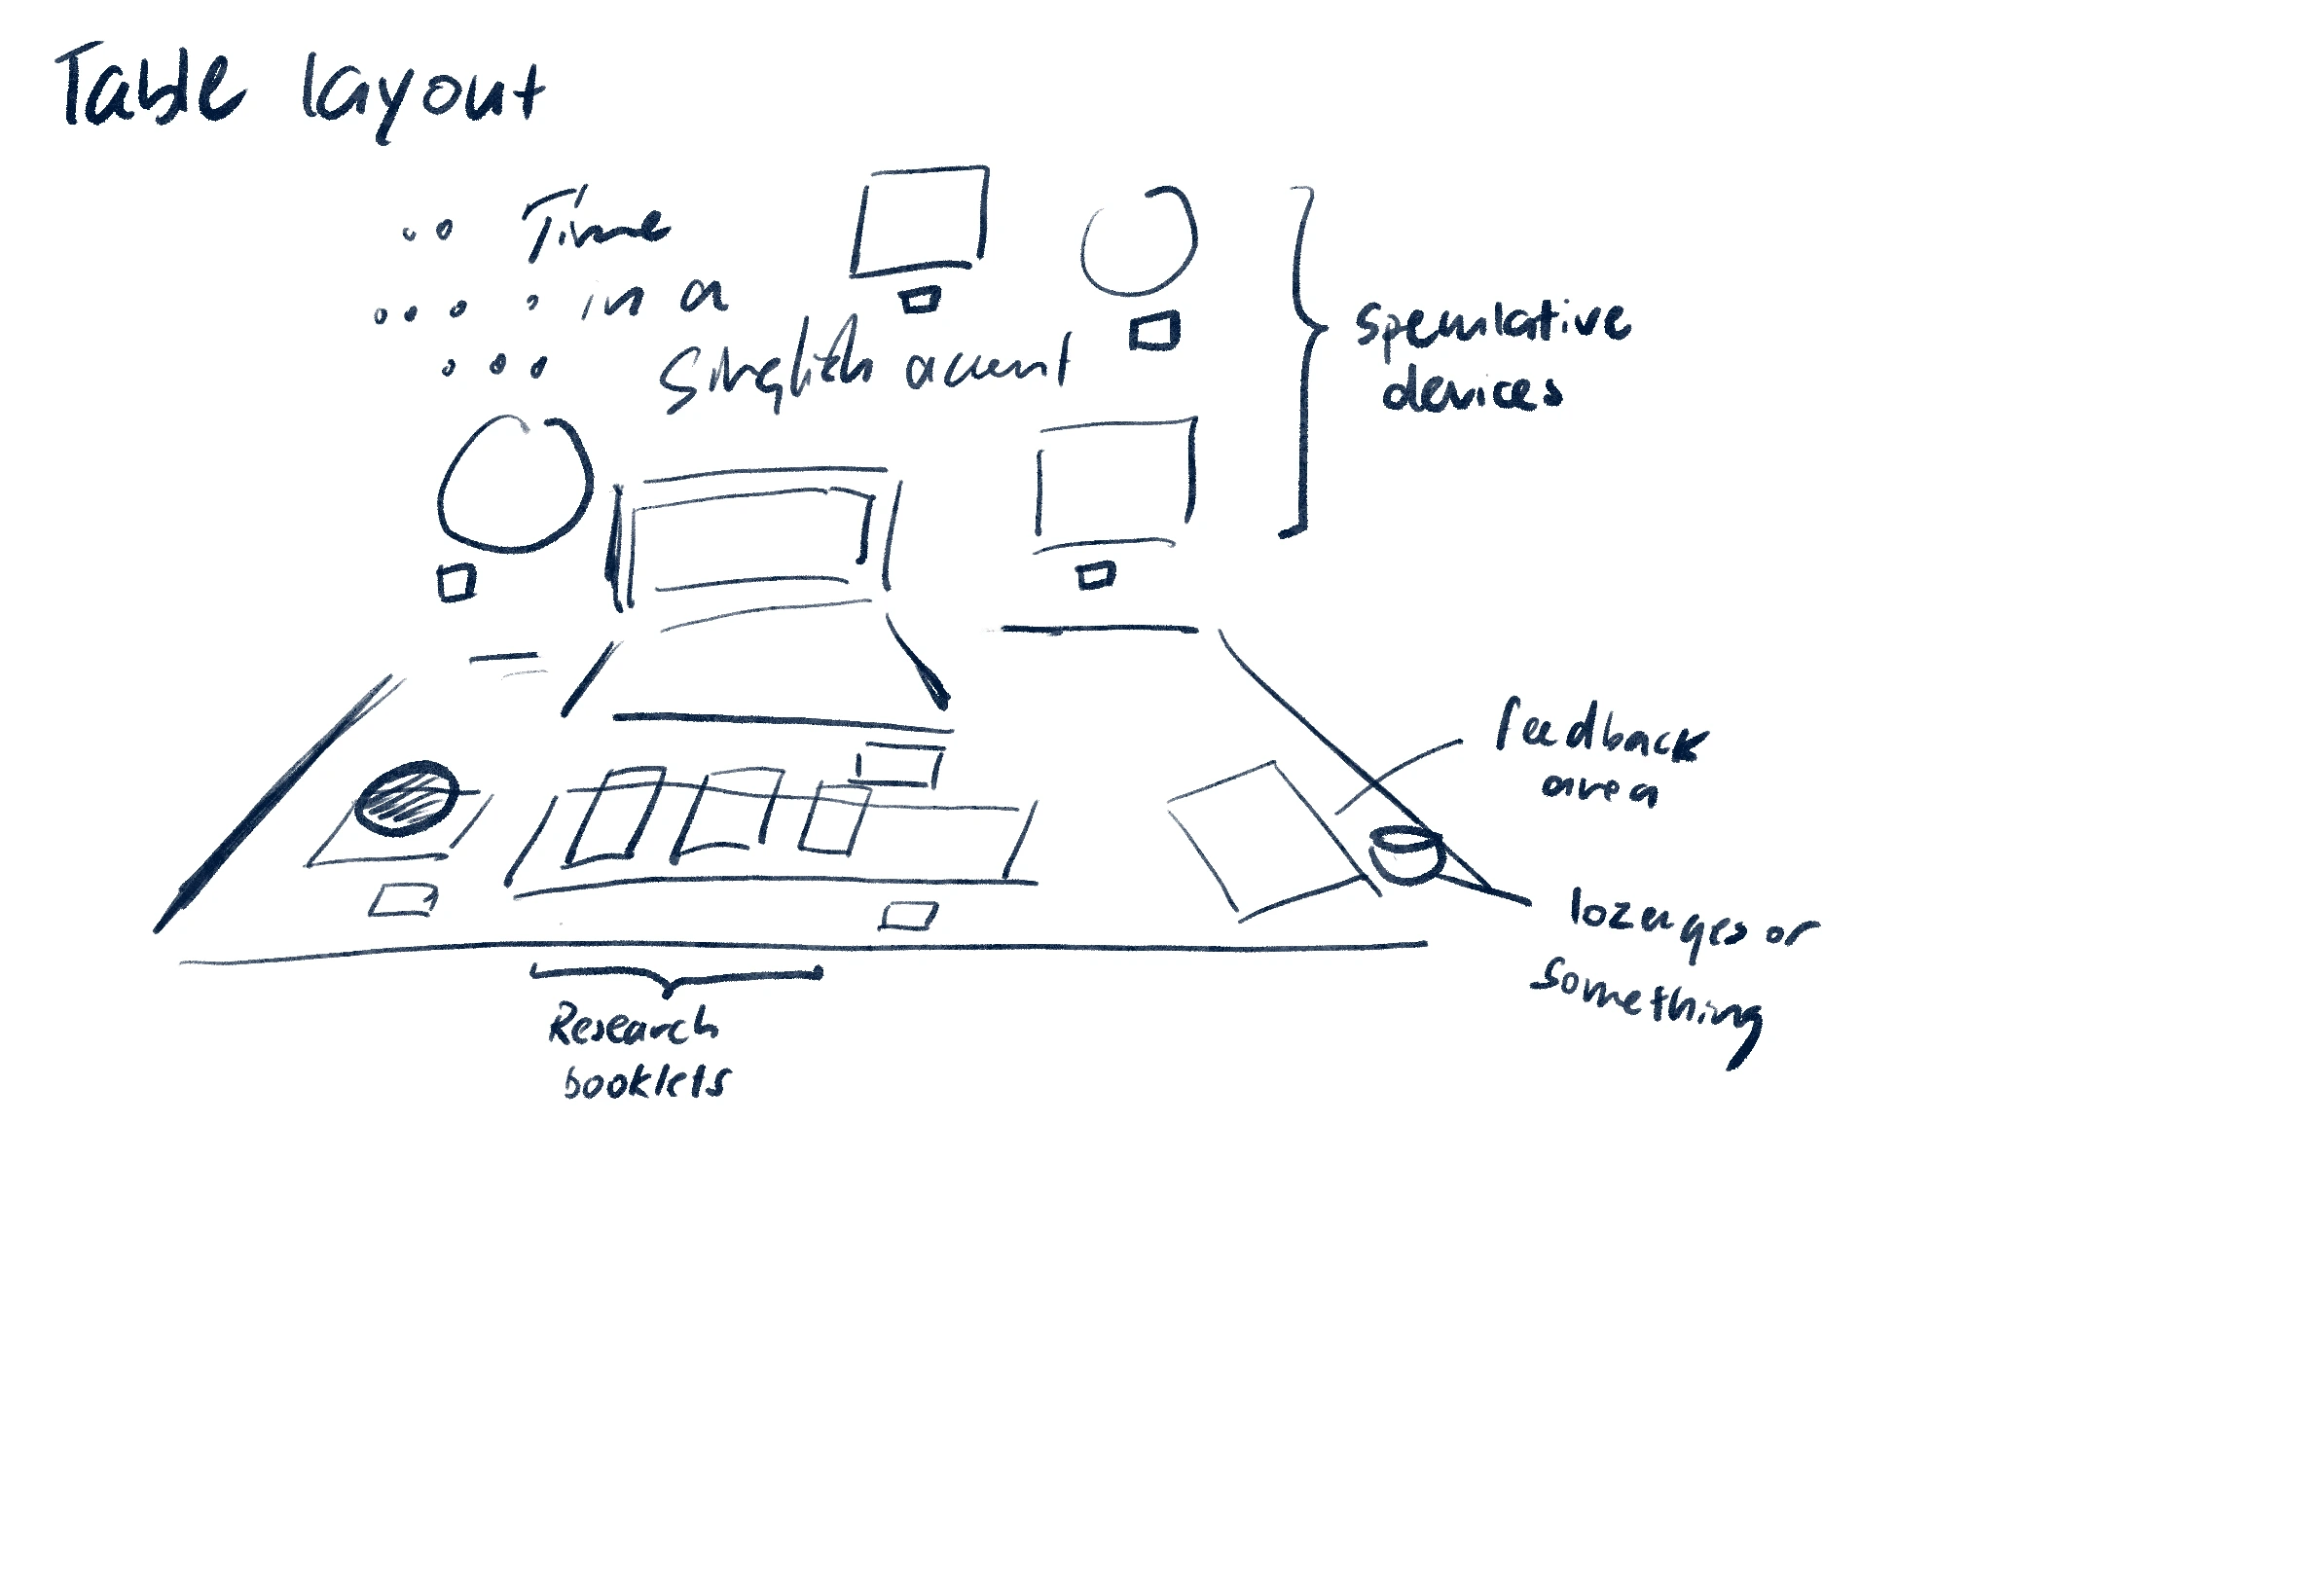 Table layout
Time
in a
Singlish accent
speculative
devices
feedback
area
lozenges or
something
Research
booklets